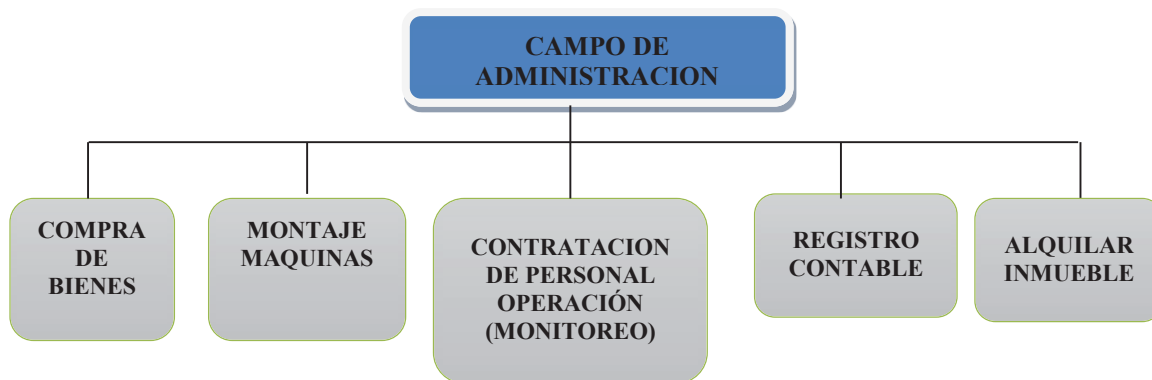 CAMPO DE
ADMINISTRACION
COMPRA
DE
BIENES
MONTAJE
MAQUINAS
CONTRATACION
DE PERSONAL
OPERACIÓN
(MONITOREO)
REGISTRO
CONTABLE
ALQUILAR
INMUEBLE